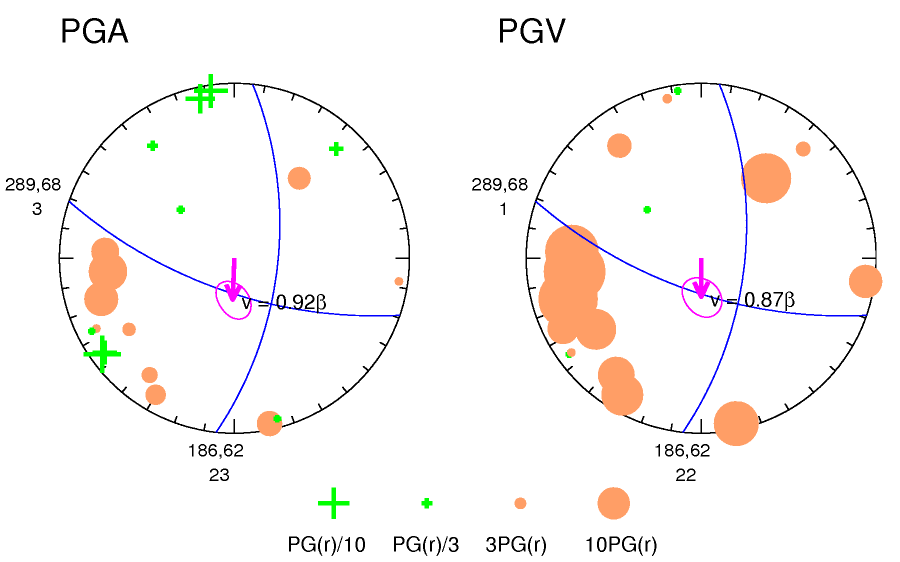 PGA
PGV
289,68
3
289,68
1
v = 0.92β
v = 0.87β
186,62
23
186,62
22
PG(r)/10
PG(r)/3
3PG(r)
10PG(r)